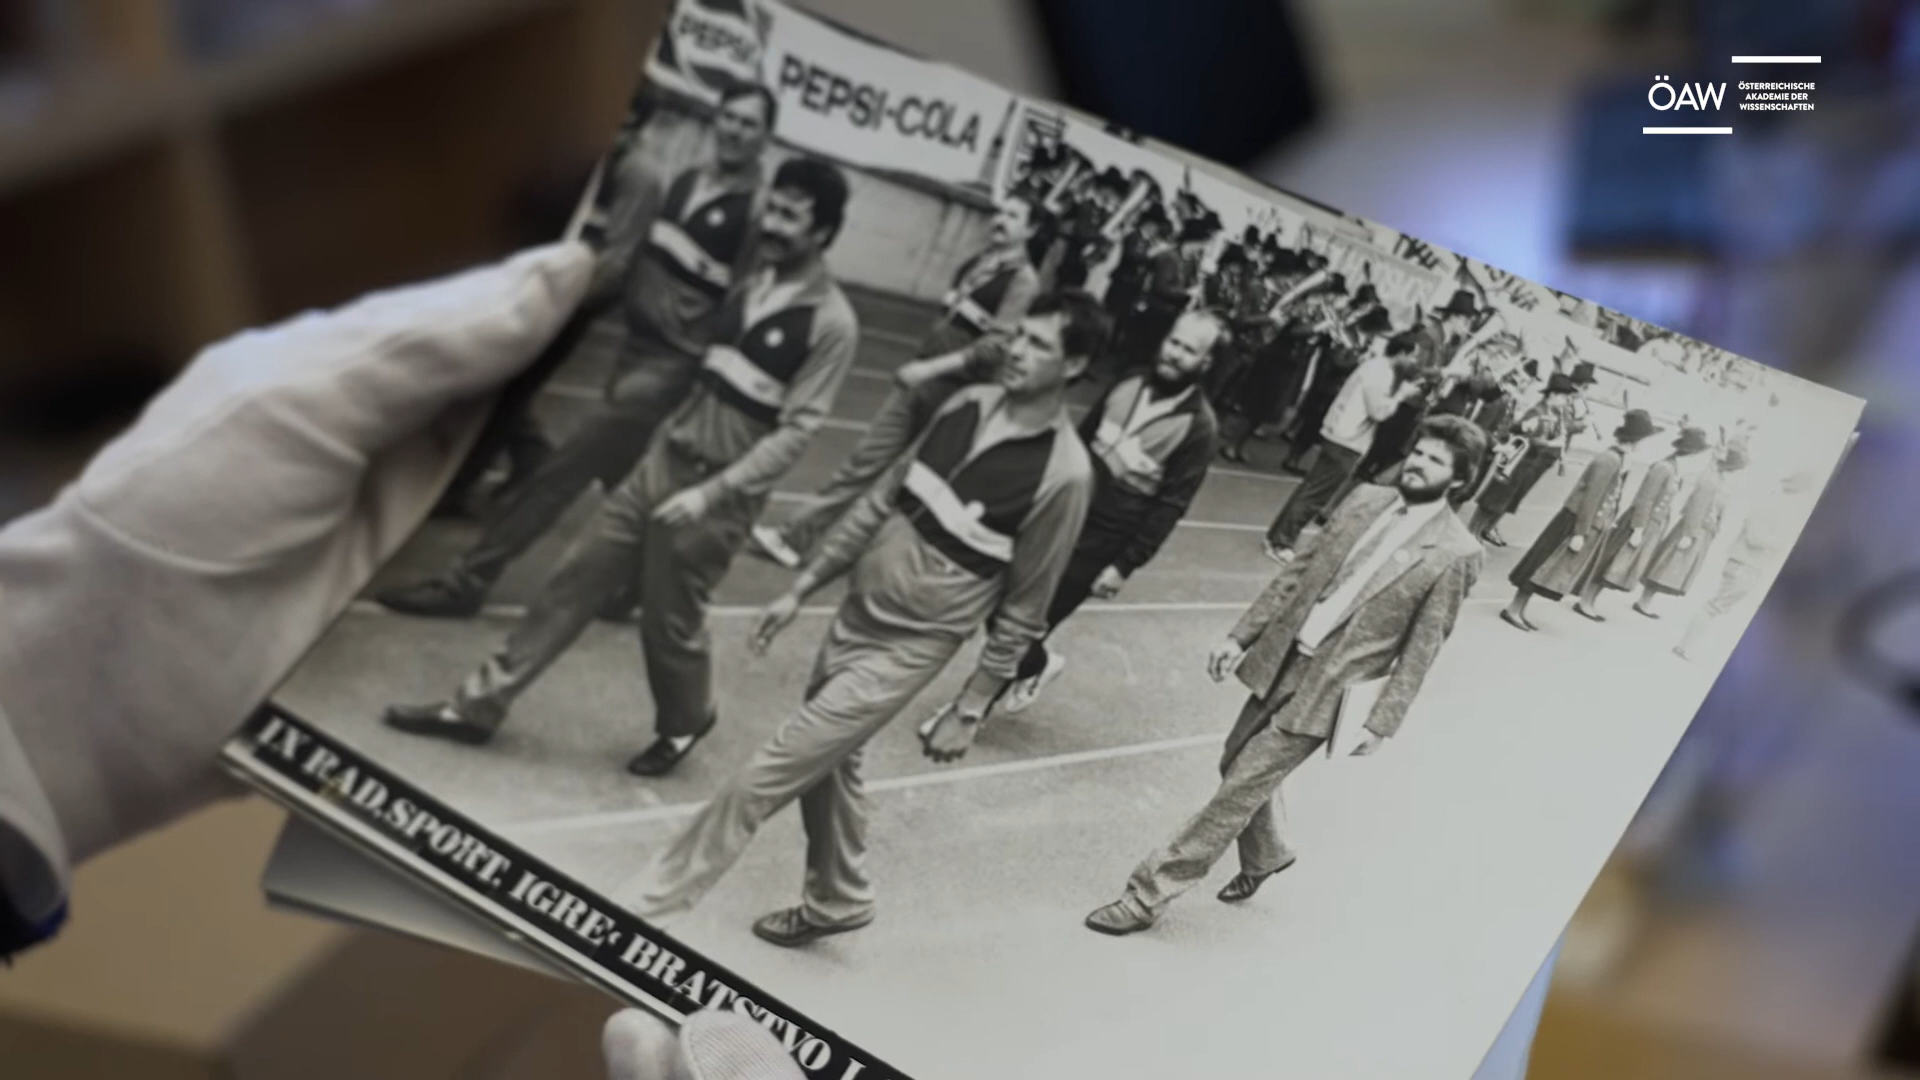 ÖAW
ÖSTERREICHISCHE
AKADEMIE DER
WISSENSCHAFTEN
PEPSI
PEPSI-COLA
IX RAD.SPORT. IGRE‘ BRATSTVO I